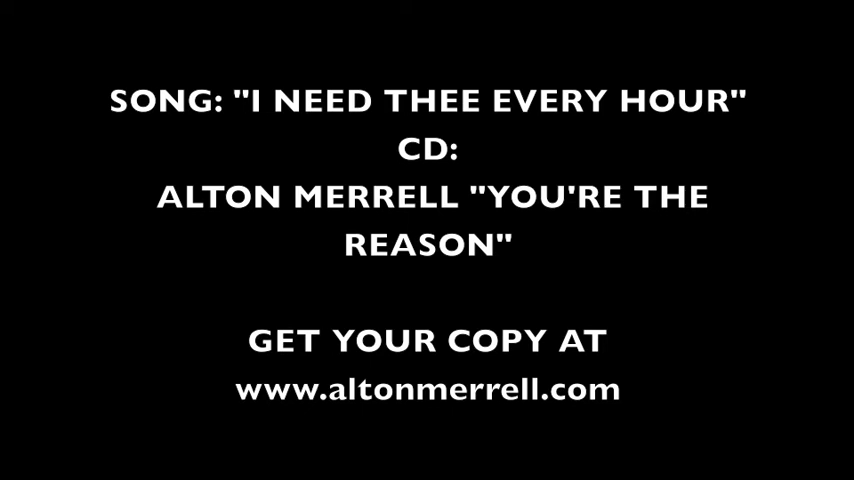 SONG: "I NEED THEE EVERY HOUR"
CD:
ALTON MERRELL "YOU'RE THE
REASON"
GET YOUR COPY AT
www.altonmerrell.com